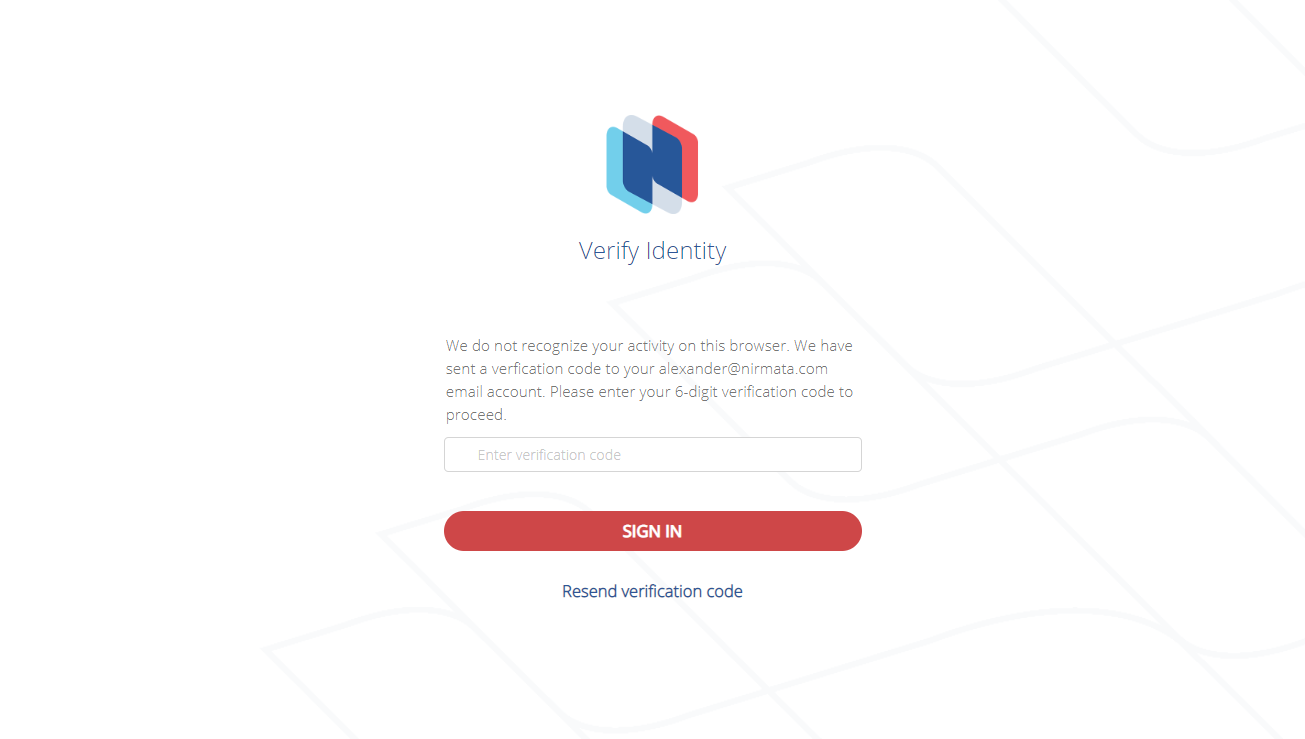 Verify Identity
We do not recognize your activity on this browser. We have
sent a verfication code to your alexander@nirmata.com
email account. Please enter your 6-digit verification code to
proceed.
Enter verification code
SIGN IN
Resend verification code